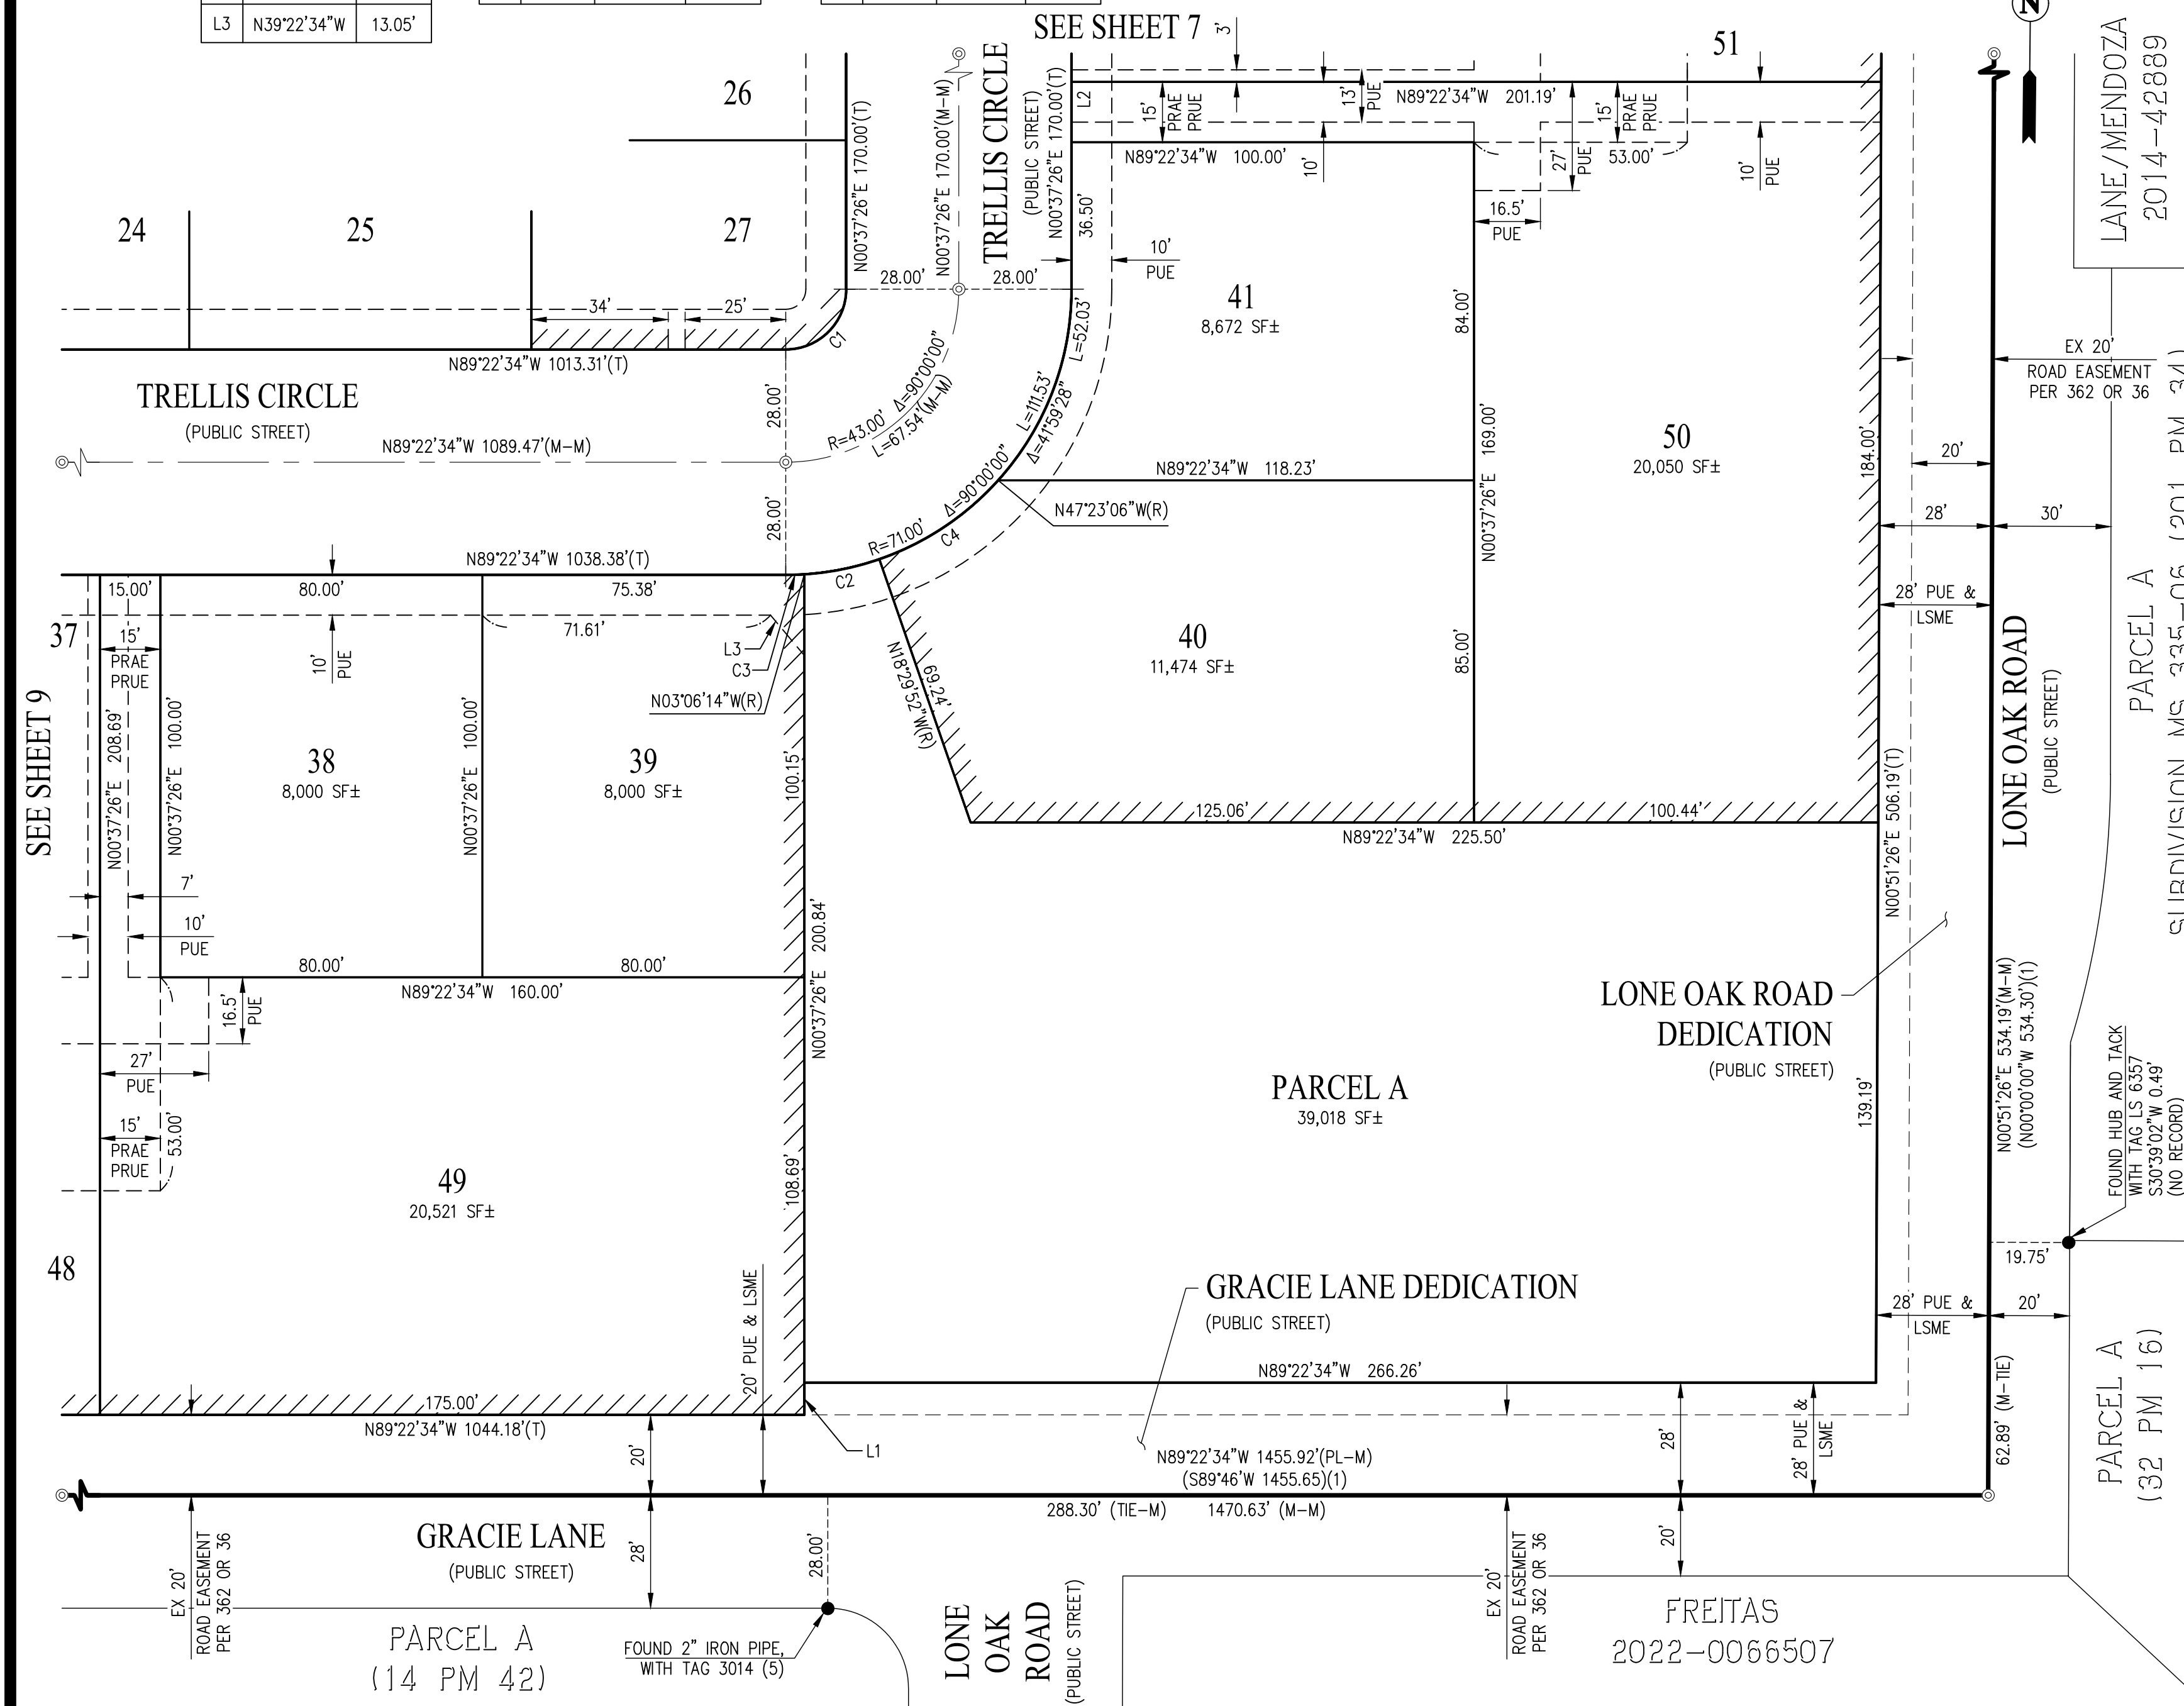 L3 N39°22'34"W 13.05'
SEE SHEET 7
3'
N
51
26
24
25
27
N00°37'26"E 170.00'(T)
N00°37'26"E 170.00'(M-M)
TRELLIS CIRCLE
(PUBLIC STREET)
N00°37'26"E 170.00'(T)
36.50'
L2
15'
PRAE
PRUE
13'
PUE
N89°22'34"W 201.19'
N89°22'34"W 100.00'
10'
27'
PUE
15'
PRAE
PRUE
53.00'
10'
PUE
16.5'
PUE
LANE/MENDOZA
2014-42889
34'
25'
C1
28.00'
28.00'
10'
PUE
41
8,672 SF±
84.00'
N89°22'34"W 1013.31'(T)
TRELLIS CIRCLE
(PUBLIC STREET)
N89°22'34"W 1089.47'(M-M)
28.00'
28.00'
R=43.00' Δ=90°00'00"
L=67.54'(M-M)
L=52.03'
L=111.53'
Δ=41°59'28"
R=71.00' Δ=90°00'00"
C4
C2
N89°22'34"W 118.23'
N47°23'06"W(R)
N00°37'26"E 169.00'
50
20,050 SF±
184.00'
EX 20'
ROAD EASEMENT
PER 362 OR 36
20'
28'
30'
28' PUE &
LSME
LONE OAK ROAD
(PUBLIC STREET)
PARCEL A
SUBDIVISION MS 335-06 (201 PM 34)
N89°22'34"W 1038.38'(T)
15.00'
80.00'
75.38'
71.61'
37
15'
PRAE
PRUE
10'
PUE
L3
C3
N03°06'14"W(R)
SEE SHEET 9
N00°37'26"E 208.69'
N00°37'26"E 100.00'
38
8,000 SF±
N00°37'26"E 100.00'
39
8,000 SF±
100.15'
N18°29'52"W(R)
69.24'
40
11,474 SF±
85.00'
125.06'
100.44'
N89°22'34"W 225.50'
N00°51'26"E 506.19'(T)
7'
10'
PUE
80.00'
80.00'
N89°22'34"W 160.00'
16.5'
PUE
27'
PUE
15'
PRAE
PRUE
53.00'
N00°37'26"E 200.84'
LONE OAK ROAD
DEDICATION
(PUBLIC STREET)
PARCEL A
39,018 SF±
139.19'
N00°51'26"E 534.19'(M-M)
(N00°00'00"W 534.30')(1)
FOUND HUB AND TACK
WITH TAG LS 6357
S30°39'02"W 0.49'
(NO RECORD)
19.75'
49
20,521 SF±
108.69'
48
20' PUE & LSME
GRACIE LANE DEDICATION
(PUBLIC STREET)
28' PUE &
LSME
20'
N89°22'34"W 266.26'
175.00'
N89°22'34"W 1044.18'(T)
20'
L1
N89°22'34"W 1455.92'(PL-M)
(S89°46'W 1455.65)(1)
28'
28' PUE &
LSME
62.89' (M-TIE)
PARCEL A
(32 PM 16)
288.30' (TIE-M) 1470.63' (M-M)
GRACIE LANE
(PUBLIC STREET)
EX 20'
ROAD EASEMENT
PER 362 OR 36
28'
28.00'
PARCEL A
(14 PM 42)
FOUND 2" IRON PIPE,
WITH TAG 3014 (5)
LONE
OAK
ROAD
(PUBLIC STREET)
EX 20'
ROAD EASEMENT
PER 362 OR 36
20'
FREITAS
2022-0066507